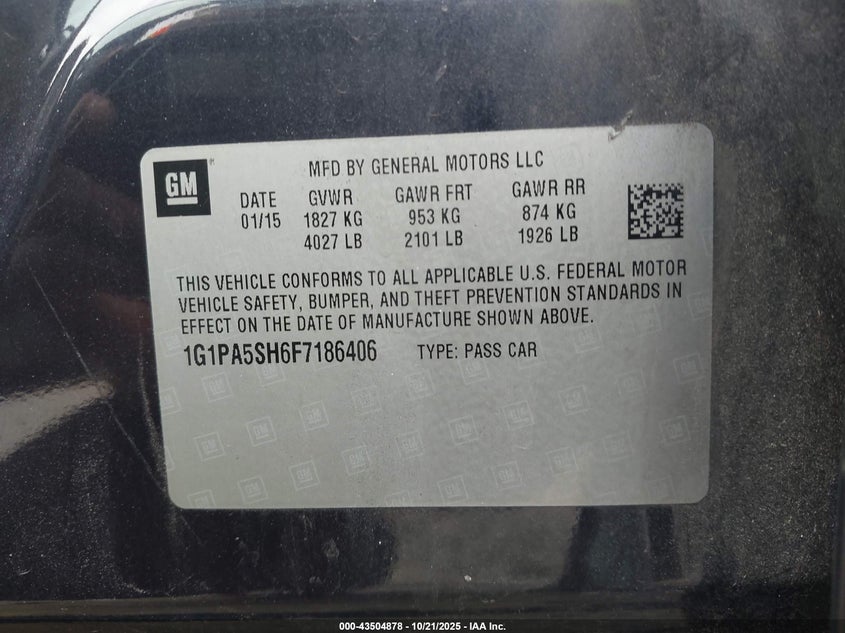 GM
MFD BY GENERAL MOTORS LLC
DATE GVWR GAWR FRT GAWR RR
01/15 1827 KG 953 KG 874 KG
4027 LB 2101 LB 1926 LB
THIS VEHICLE CONFORMS TO ALL APPLICABLE U.S. FEDERAL MOTOR
VEHICLE SAFETY, BUMPER, AND THEFT PREVENTION STANDARDS IN
EFFECT ON THE DATE OF MANUFACTURE SHOWN ABOVE.
1G1PA5SH6F7186406 TYPE: PASS CAR
000-43504878 - 10/21/2025 - IAA Inc.